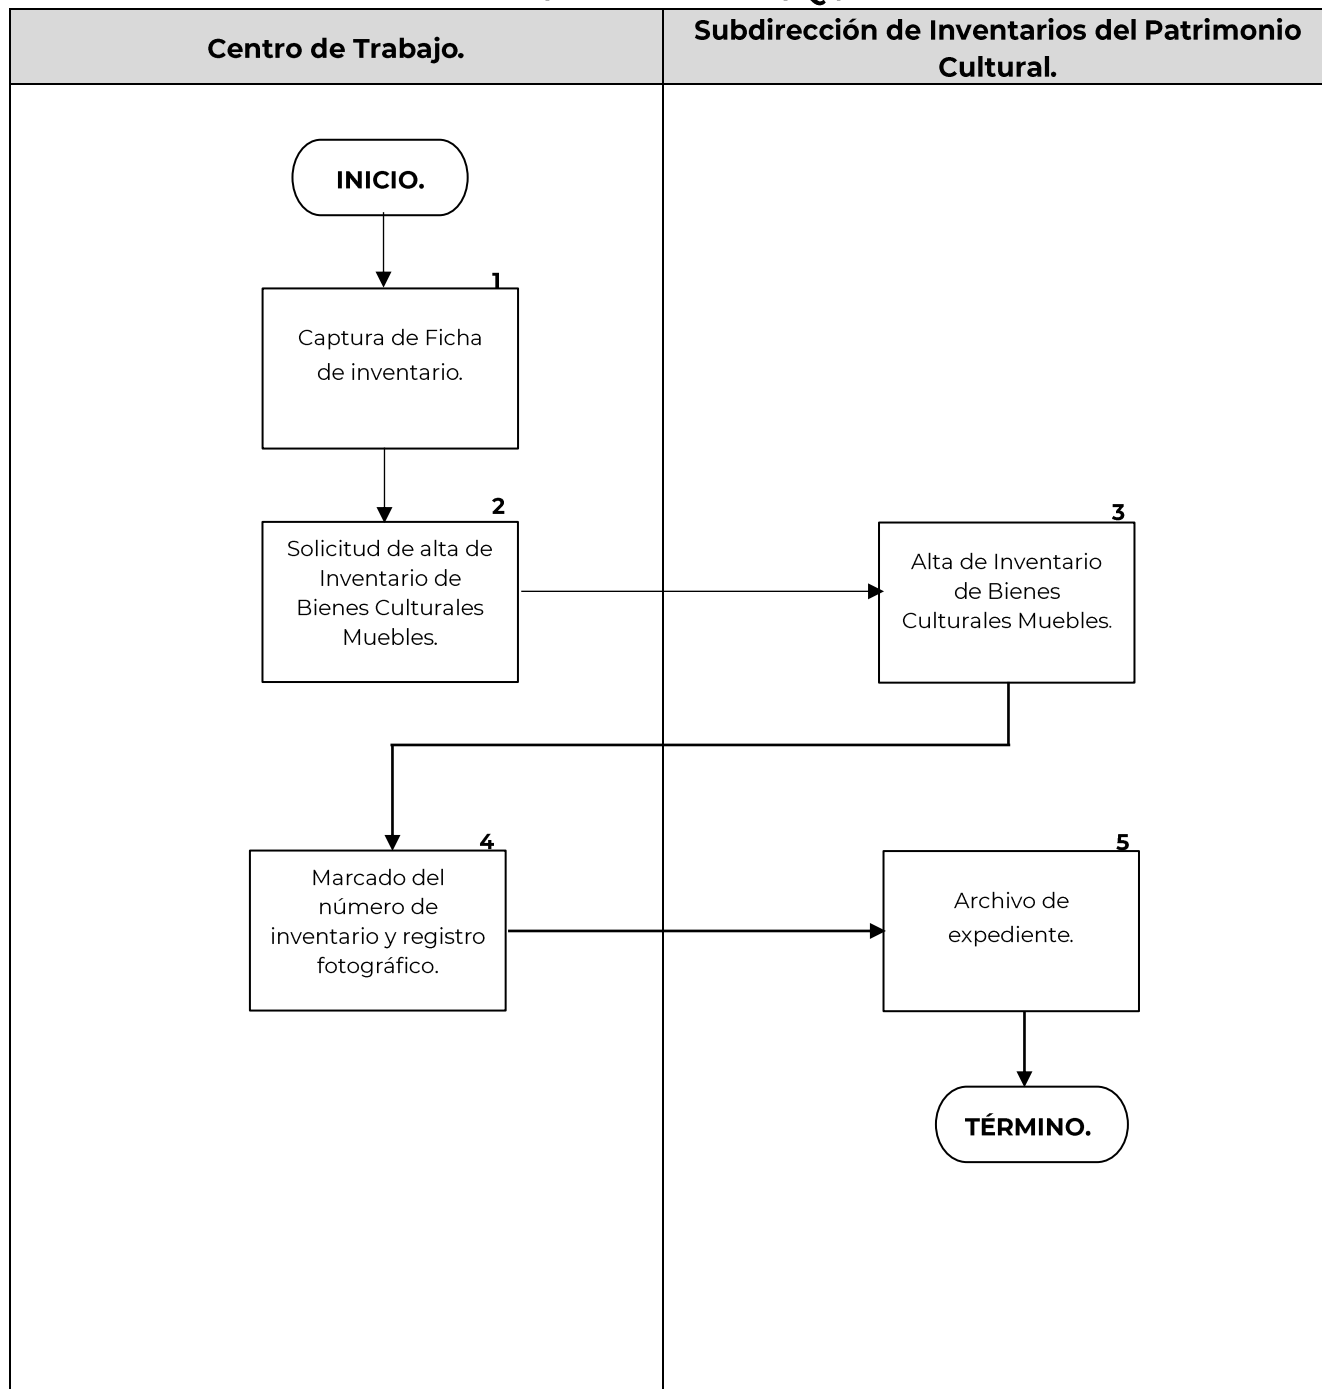 Centro de Trabajo.
Subdirección de Inventarios del Patrimonio
Cultural.
INICIO.
1
Captura de Ficha
de inventario.
2
Solicitud de alta de
Inventario de
Bienes Culturales
Muebles.
3
Alta de Inventario
de Bienes
Culturales Muebles.
4
Marcado del
número de
inventario y registro
fotográfico.
5
Archivo de
expediente.
TÉRMINO.